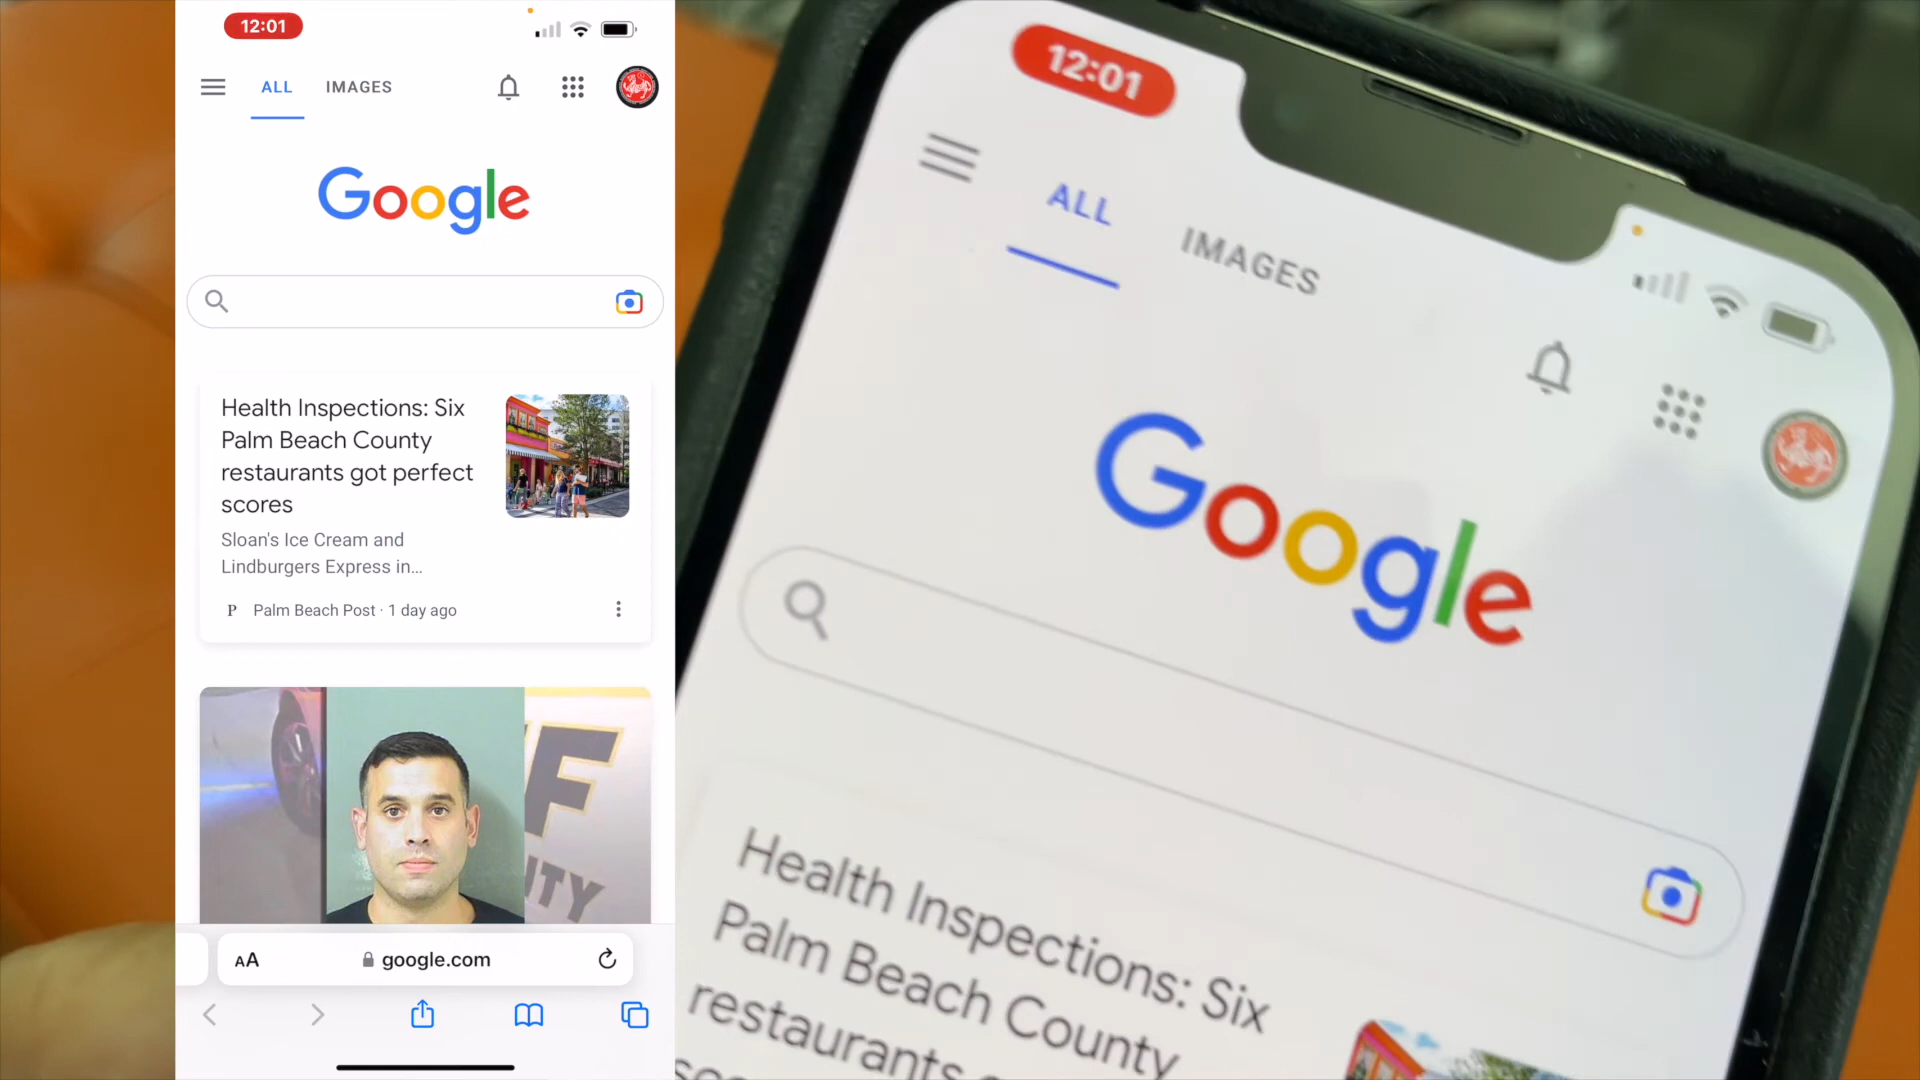 12:01
ALL IMAGES
Google
Health Inspections: Six
Palm Beach County
restaurants got perfect
scores
Sloan's Ice Cream and
Lindburgers Express in...
P Palm Beach Post · 1 day ago
F
NTY
AA google.com
12:01
ALL IMAGES
Google
Health Inspections: Six
Palm Beach County
restaurants